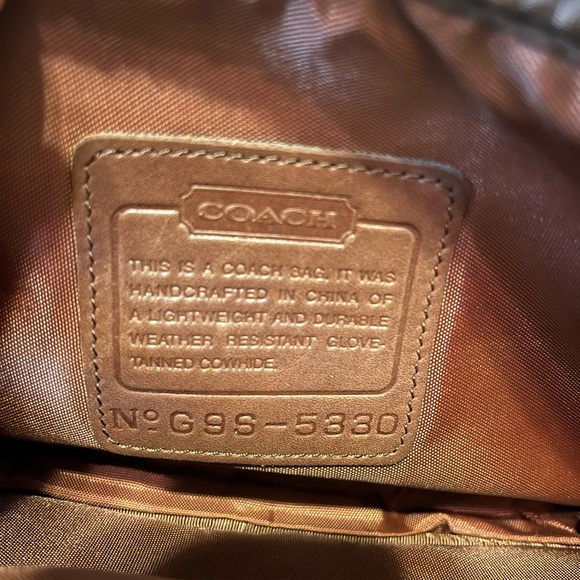 COACH
THIS IS A COACH BAG. IT WAS
HANDCRAFTED IN CHINA OF
A LIGHTWEIGHT AND DURABLE
WEATHER RESISTANT GLOVE-
TANNED COWHIDE.
Nº G9S-5330